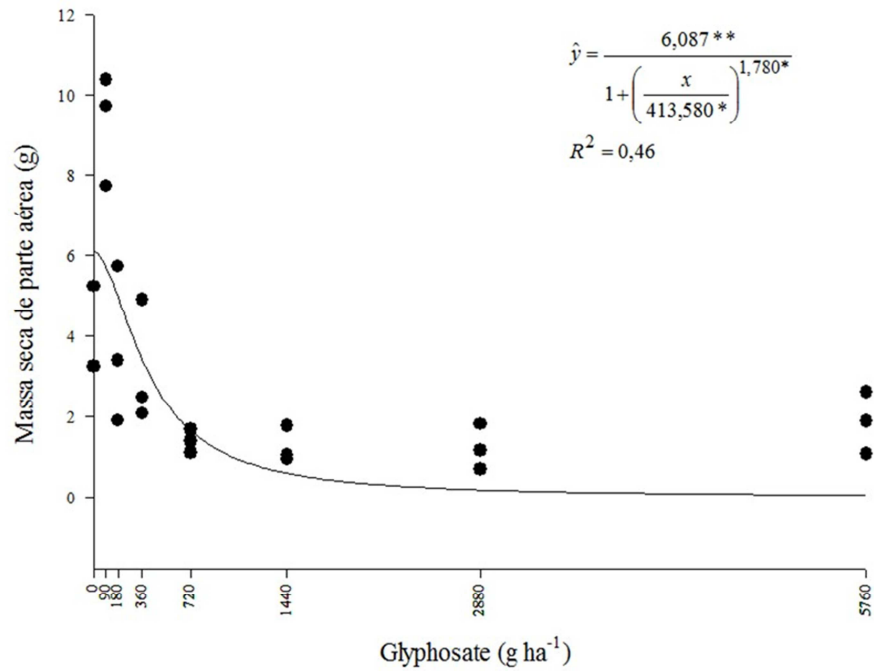 12
10
8
6
4
2
0
Massa seca de parte aérea (g)
ŷ = 6,087** / 1+(x / 413,580*)^1,780*
R² = 0,46
0 90 180 360 720 1440 2880 5760
Glyphosate (g ha⁻¹)